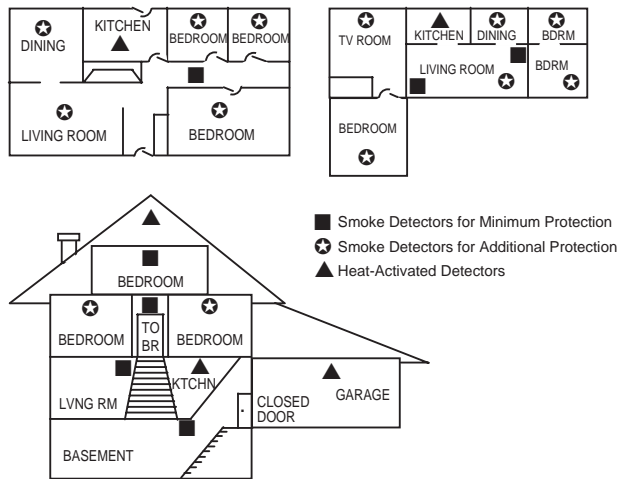 DINING
KITCHEN
BEDROOM
BEDROOM
LIVING ROOM
BEDROOM
TV ROOM
KITCHEN
DINING
BDRM
LIVING ROOM
BDRM
BEDROOM
Smoke Detectors for Minimum Protection
Smoke Detectors for Additional Protection
Heat-Activated Detectors
BEDROOM
BEDROOM
TO
BR
BEDROOM
LVNG RM
KTCHN
CLOSED
DOOR
GARAGE
BASEMENT